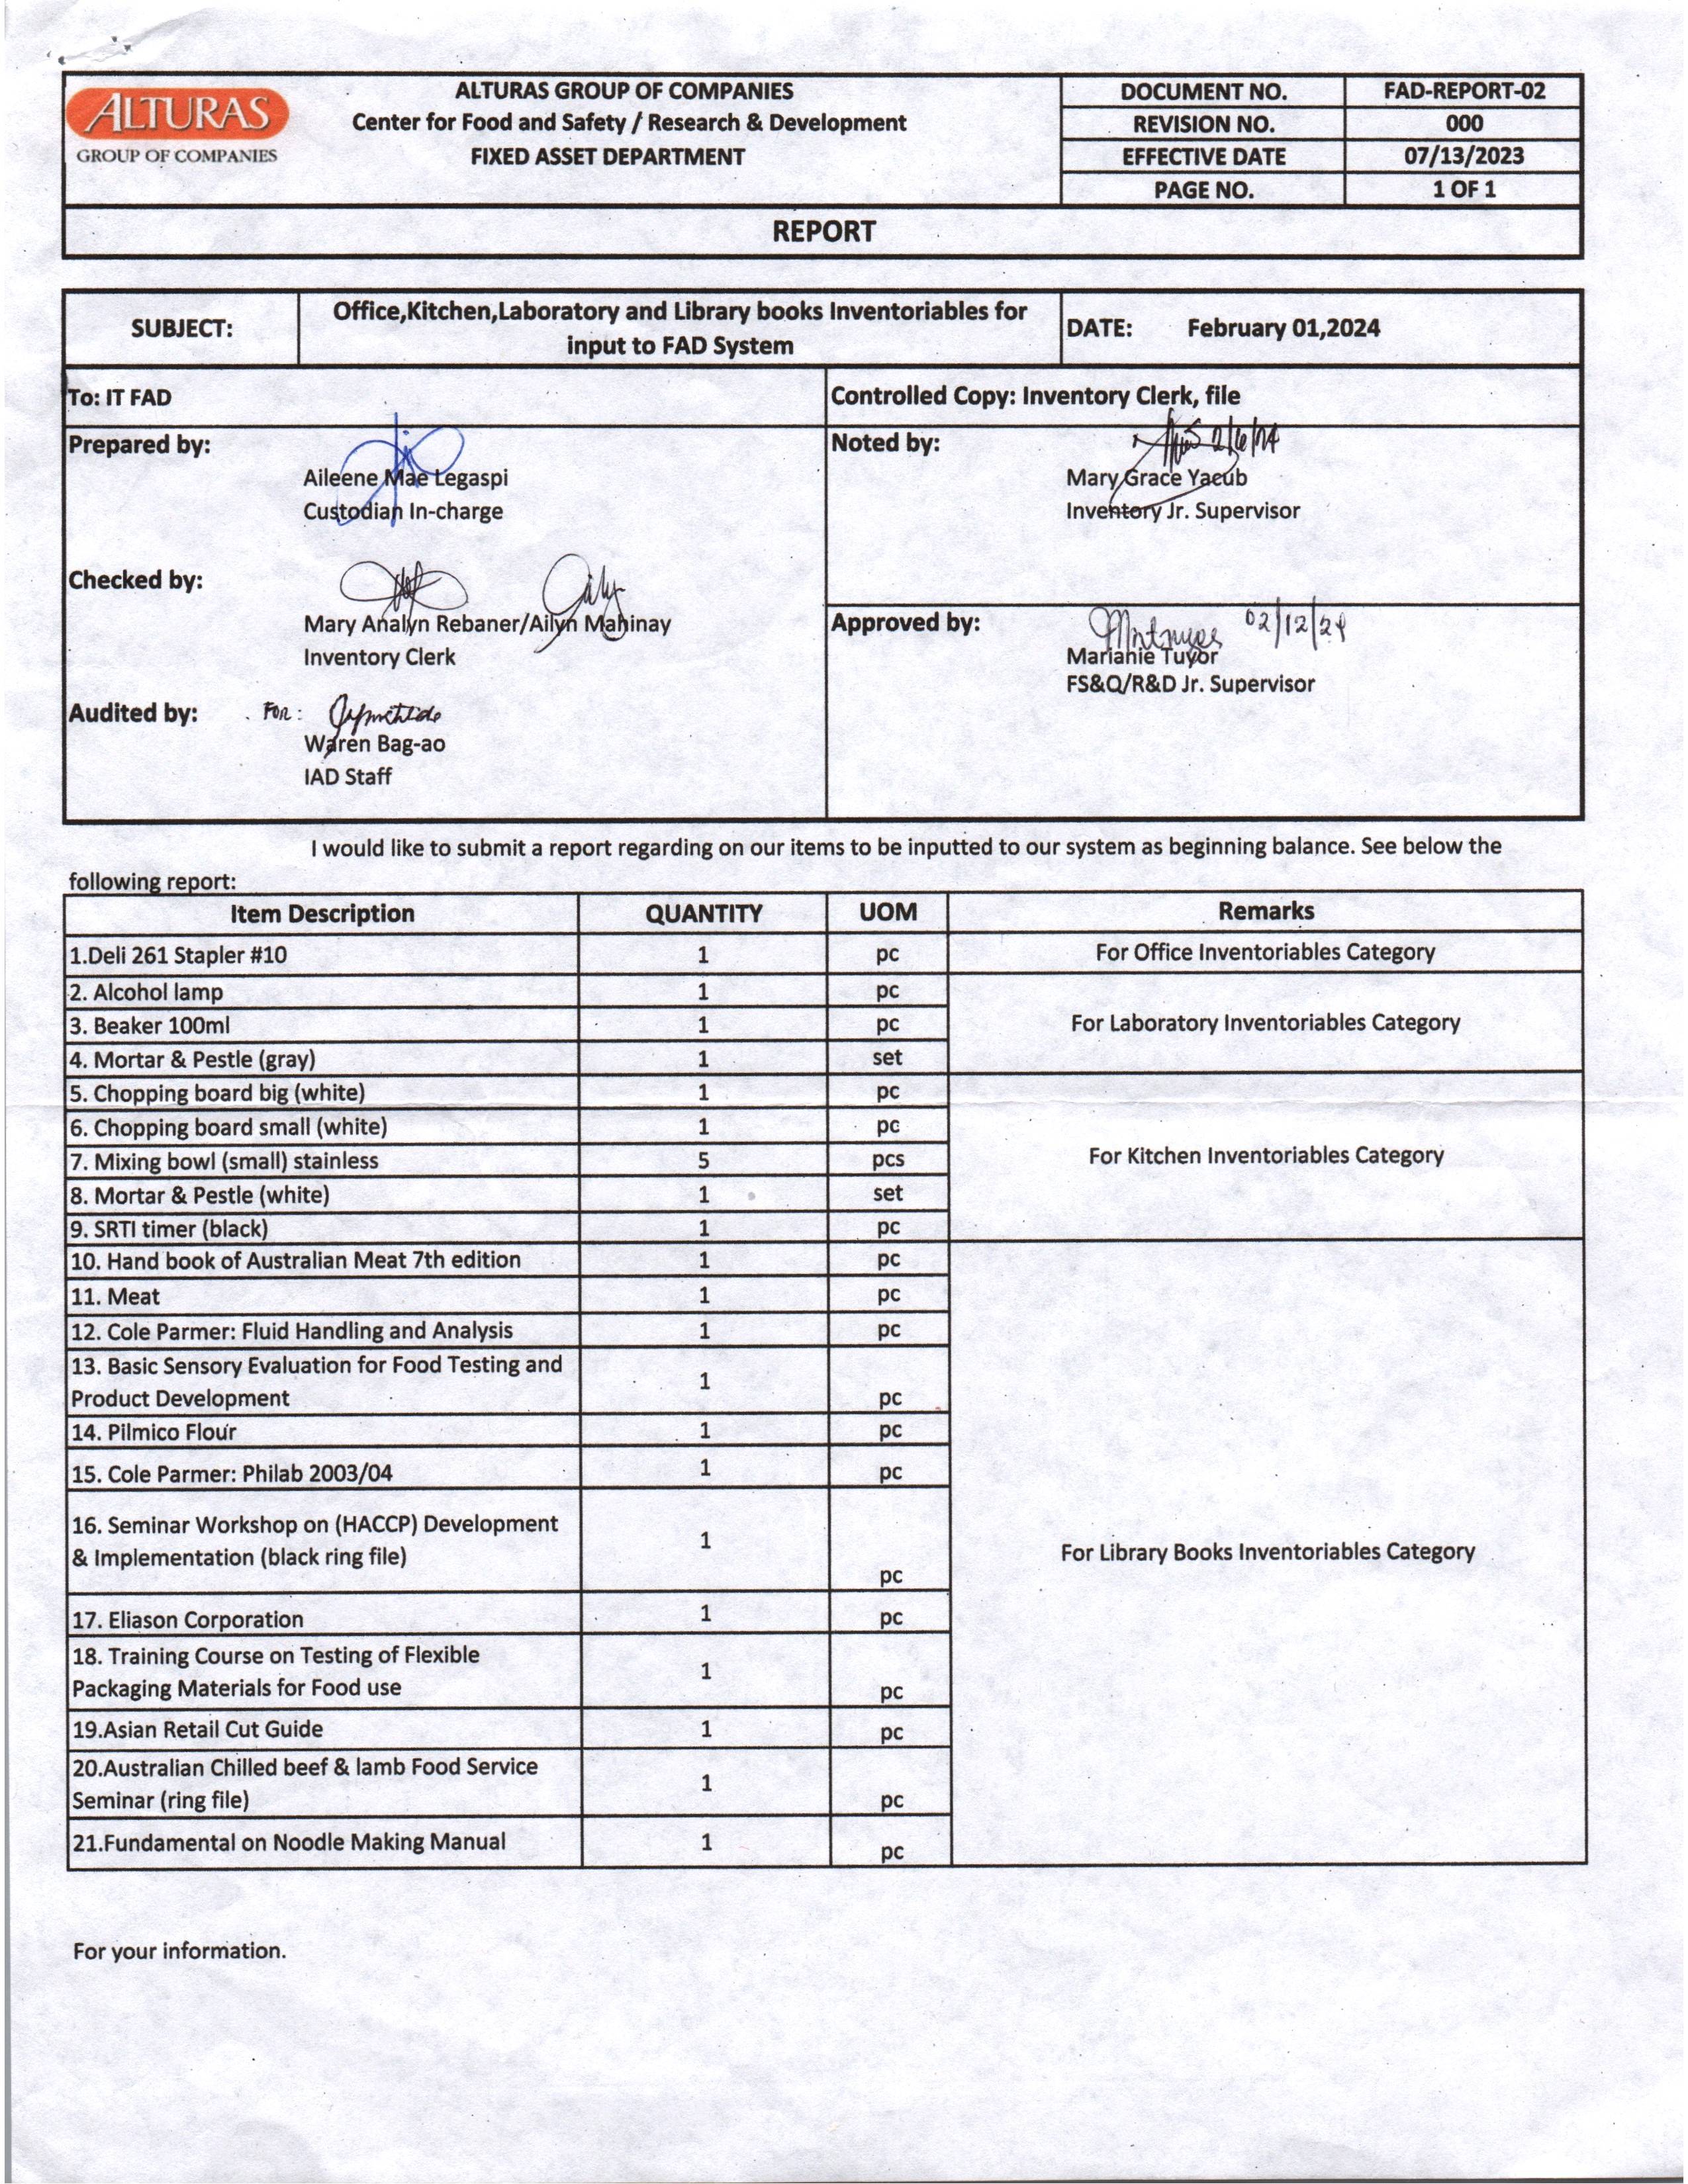 ALTURAS
GROUP OF COMPANIES
ALTURAS GROUP OF COMPANIES
Center for Food and Safety / Research & Development
FIXED ASSET DEPARTMENT
DOCUMENT NO. FAD-REPORT-02
REVISION NO. 000
EFFECTIVE DATE 07/13/2023
PAGE NO. 1 OF 1
REPORT
SUBJECT: Office,Kitchen,Laboratory and Library books Inventoriables for
input to FAD System
DATE: February 01,2024
To: IT FAD
Controlled Copy: Inventory Clerk, file
Prepared by:
Aileene Mae Legaspi
Custodian In-charge
Noted by:
Mary Grace Yacub
Inventory Jr. Supervisor
Checked by:
Mary Analyn Rebaner/Ailyn Mahinay
Inventory Clerk
Approved by:
02/12/24
Marianie Tuyor
FS&Q/R&D Jr. Supervisor
Audited by: FOR:
Waren Bag-ao
IAD Staff
I would like to submit a report regarding on our items to be inputted to our system as beginning balance. See below the
following report:
Item Description QUANTITY UOM Remarks
1.Deli 261 Stapler #10 1 pc For Office Inventoriables Category
2. Alcohol lamp 1 pc
3. Beaker 100ml 1 pc For Laboratory Inventoriables Category
4. Mortar & Pestle (gray) 1 set
5. Chopping board big (white) 1 pc
6. Chopping board small (white) 1 pc
7. Mixing bowl (small) stainless 5 pcs For Kitchen Inventoriables Category
8. Mortar & Pestle (white) 1 set
9. SRTI timer (black) 1 pc
10. Hand book of Australian Meat 7th edition 1 pc
11. Meat 1 pc
12. Cole Parmer: Fluid Handling and Analysis 1 pc
13. Basic Sensory Evaluation for Food Testing and
Product Development 1 pc
14. Pilmico Flour 1 pc
15. Cole Parmer: Philab 2003/04 1 pc
16. Seminar Workshop on (HACCP) Development
& Implementation (black ring file) 1 pc
For Library Books Inventoriables Category
17. Eliason Corporation 1 pc
18. Training Course on Testing of Flexible
Packaging Materials for Food use 1 pc
19.Asian Retail Cut Guide 1 pc
20.Australian Chilled beef & lamb Food Service
Seminar (ring file) 1 pc
21.Fundamental on Noodle Making Manual 1 pc
For your information.